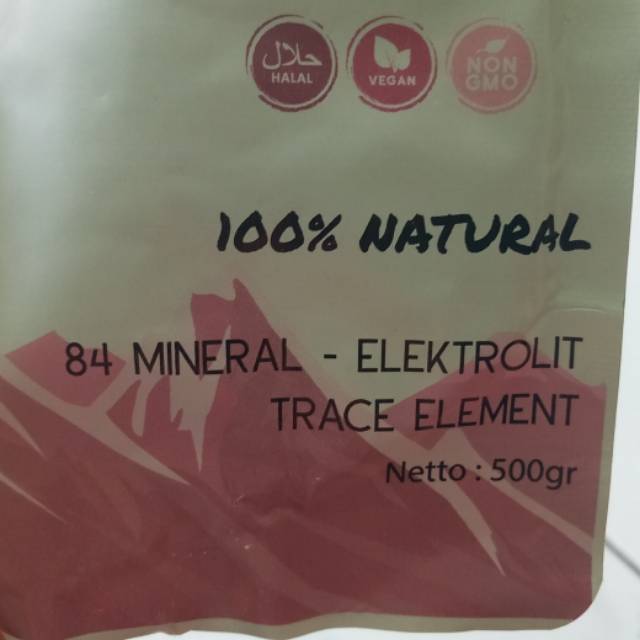 حلال
HALAL
VEGAN
NON
GMO
100% NATURAL
84 MINERAL - ELEKTROLIT
TRACE ELEMENT
Netto : 500gr